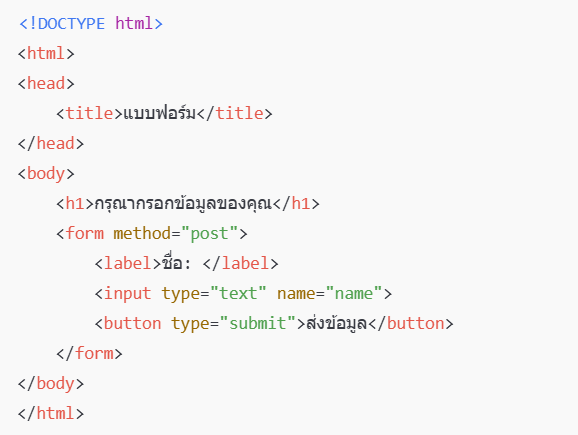 <!DOCTYPE html>
<html>
<head>
    <title>แบบฟอร์ม</title>
</head>
<body>
    <h1>กรุณากรอกข้อมูลของคุณ</h1>
    <form method="post">
        <label>ชื่อ: </label>
        <input type="text" name="name">
        <button type="submit">ส่งข้อมูล</button>
    </form>
</body>
</html>